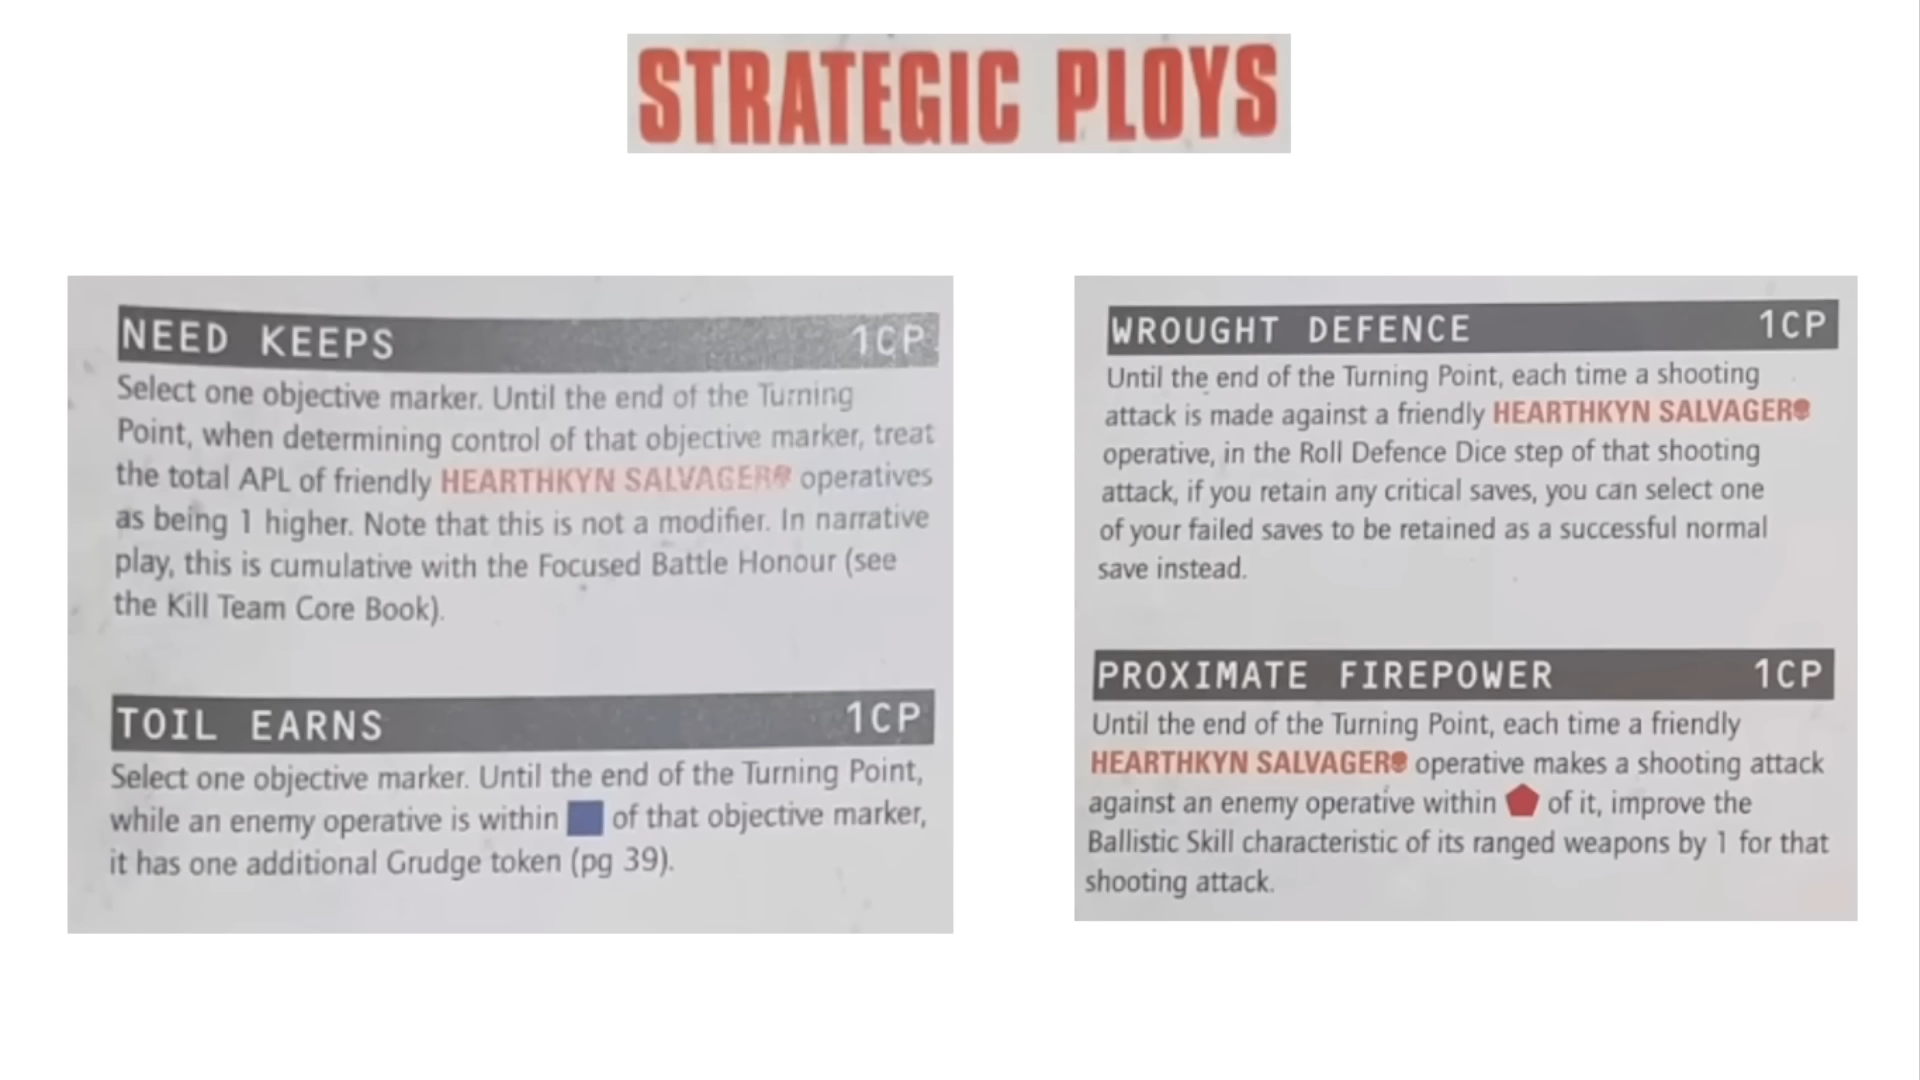 STRATEGIC PLOYS
NEED KEEPS 1CP
Select one objective marker. Until the end of the Turning
Point, when determining control of that objective marker, treat
the total APL of friendly HEARTHKYN SALVAGER operatives
as being 1 higher. Note that this is not a modifier. In narrative
play, this is cumulative with the Focused Battle Honour (see
the Kill Team Core Book).
TOIL EARNS 1CP
Select one objective marker. Until the end of the Turning Point,
while an enemy operative is within of that objective marker,
it has one additional Grudge token (pg 39).
WROUGHT DEFENCE 1CP
Until the end of the Turning Point, each time a shooting
attack is made against a friendly HEARTHKYN SALVAGER
operative, in the Roll Defence Dice step of that shooting
attack, if you retain any critical saves, you can select one
of your failed saves to be retained as a successful normal
save instead.
PROXIMATE FIREPOWER 1CP
Until the end of the Turning Point, each time a friendly
HEARTHKYN SALVAGER operative makes a shooting attack
against an enemy operative within of it, improve the
Ballistic Skill characteristic of its ranged weapons by 1 for that
shooting attack.